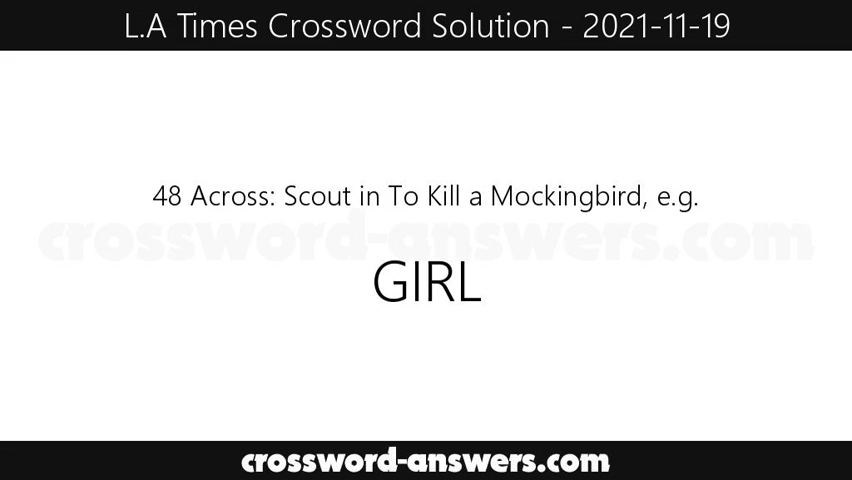 L.A Times Crossword Solution - 2021-11-19
48 Across: Scout in To Kill a Mockingbird, e.g.
crossword-answers.com
GIRL
crossword-answers.com